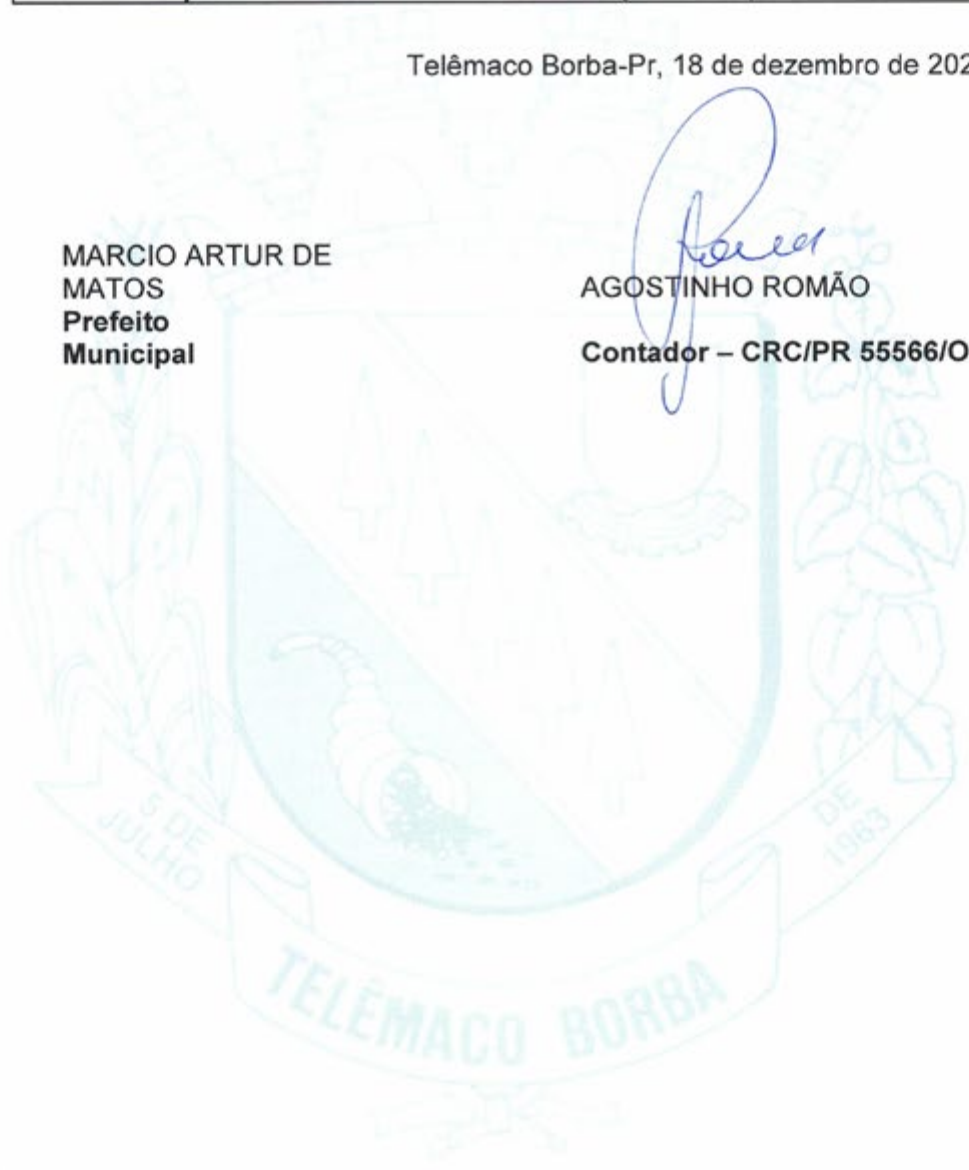 Telêmaco Borba-Pr, 18 de dezembro de 202
MARCIO ARTUR DE
MATOS
Prefeito
Municipal
AGOSTINHO ROMÃO
Contador – CRC/PR 55566/O
5 DE
JULHO
DE
1963
TELÊMACO BORBA